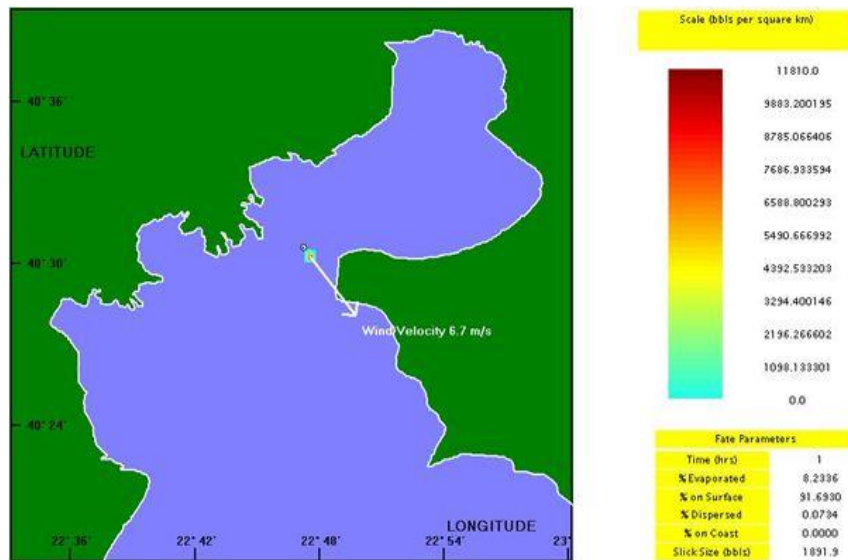 Scale (bbls per square km)
11810.0
9883.200195
8785.066406
7686.933594
6588.800293
5490.666992
4392.533203
3294.400146
2196.266602
1098.133301
0.0
40° 36'
LATITUDE
40° 30'
Wind Velocity 6.7 m/s
40° 24'
LONGITUDE
22° 36' 22° 42' 22° 48' 22° 54' 23°
Fate Parameters
Time (hrs) 1
% Evaporated 8.2336
% on Surface 91.6930
% Dispersed 0.0734
% on Coast 0.0000
Slick Size (bbls) 1891.9